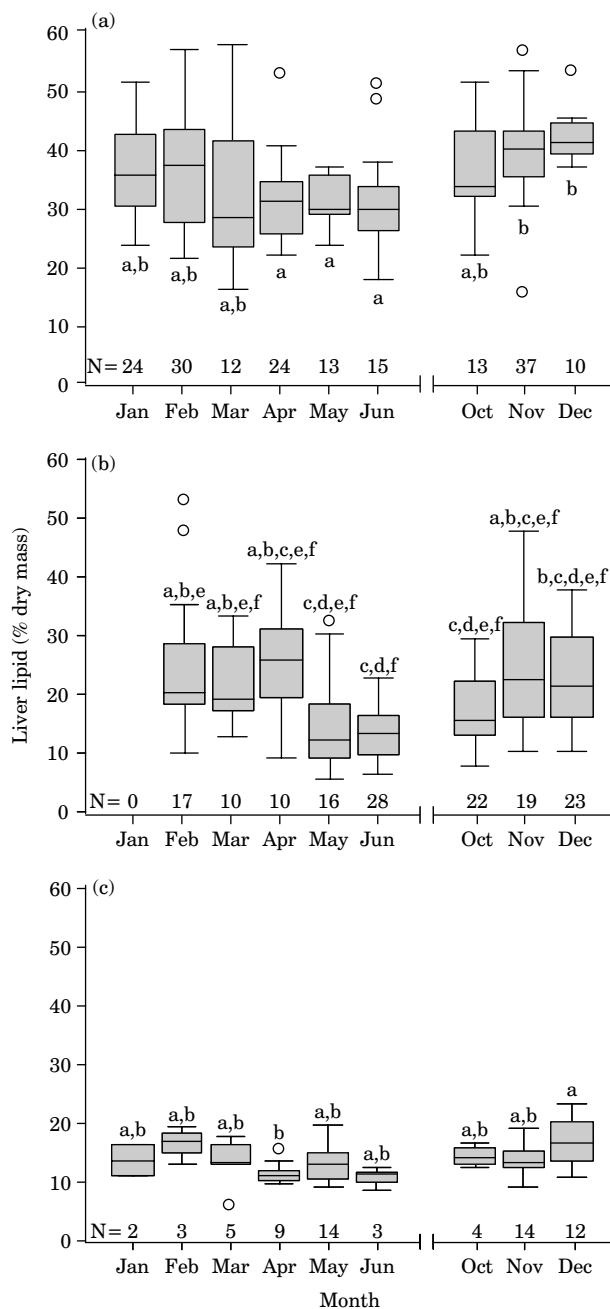 (a)
60
50
40
30
20
10
0
a,b
a,b
a,b
a
a
a
a,b
b
b
N= 24 30 12 24 13 15 13 37 10
Jan Feb Mar Apr May Jun Oct Nov Dec
Liver lipid (% dry mass)
(b)
60
50
40
30
20
10
0
a,b,e
a,b,e,f
a,b,c,e,f
c,d,e,f
c,d,f
c,d,e,f
a,b,c,e,f
b,c,d,e,f
N= 0 17 10 10 16 28 22 19 23
Jan Feb Mar Apr May Jun Oct Nov Dec
(c)
60
50
40
30
20
10
0
a,b
a,b
a,b
b
a,b
a,b
a,b
a,b
a
N= 2 3 5 9 14 3 4 14 12
Jan Feb Mar Apr May Jun Oct Nov Dec
Month